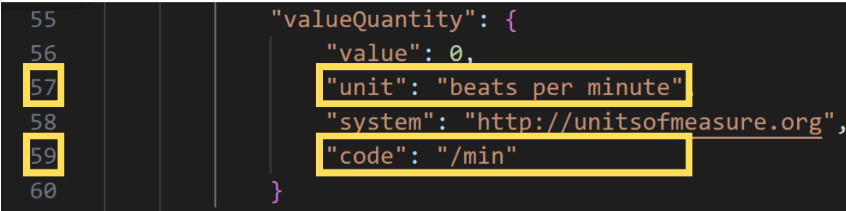 55 "valueQuantity": {
56 "value": 0,
57 "unit": "beats per minute",
58 "system": "http://unitsofmeasure.org",
59 "code": "/min"
60 }